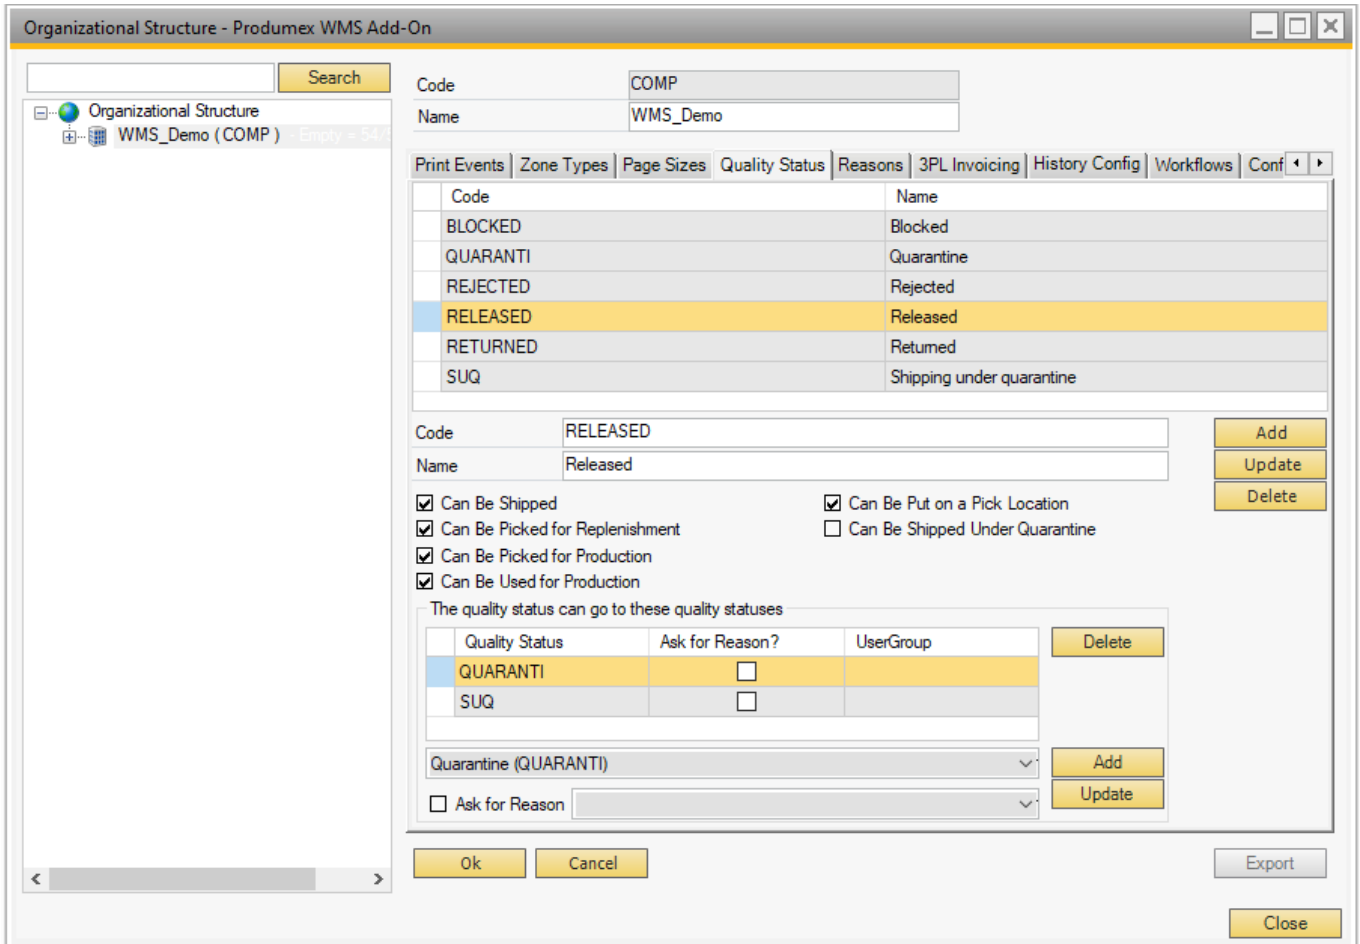 Organizational Structure - Produmex WMS Add-On
Search
Organizational Structure
WMS_Demo ( COMP ) - Empty = 54/5
Code COMP
Name WMS_Demo
Print Events Zone Types Page Sizes Quality Status Reasons 3PL Invoicing History Config Workflows Conf
Code Name
BLOCKED Blocked
QUARANTI Quarantine
REJECTED Rejected
RELEASED Released
RETURNED Returned
SUQ Shipping under quarantine
Code RELEASED Add
Name Released Update
Delete
Can Be Shipped Can Be Put on a Pick Location
Can Be Picked for Replenishment Can Be Shipped Under Quarantine
Can Be Picked for Production
Can Be Used for Production
The quality status can go to these quality statuses
Quality Status Ask for Reason? UserGroup Delete
QUARANTI
SUQ
Quarantine (QUARANTI) Add
Ask for Reason Update
Ok Cancel Export
Close